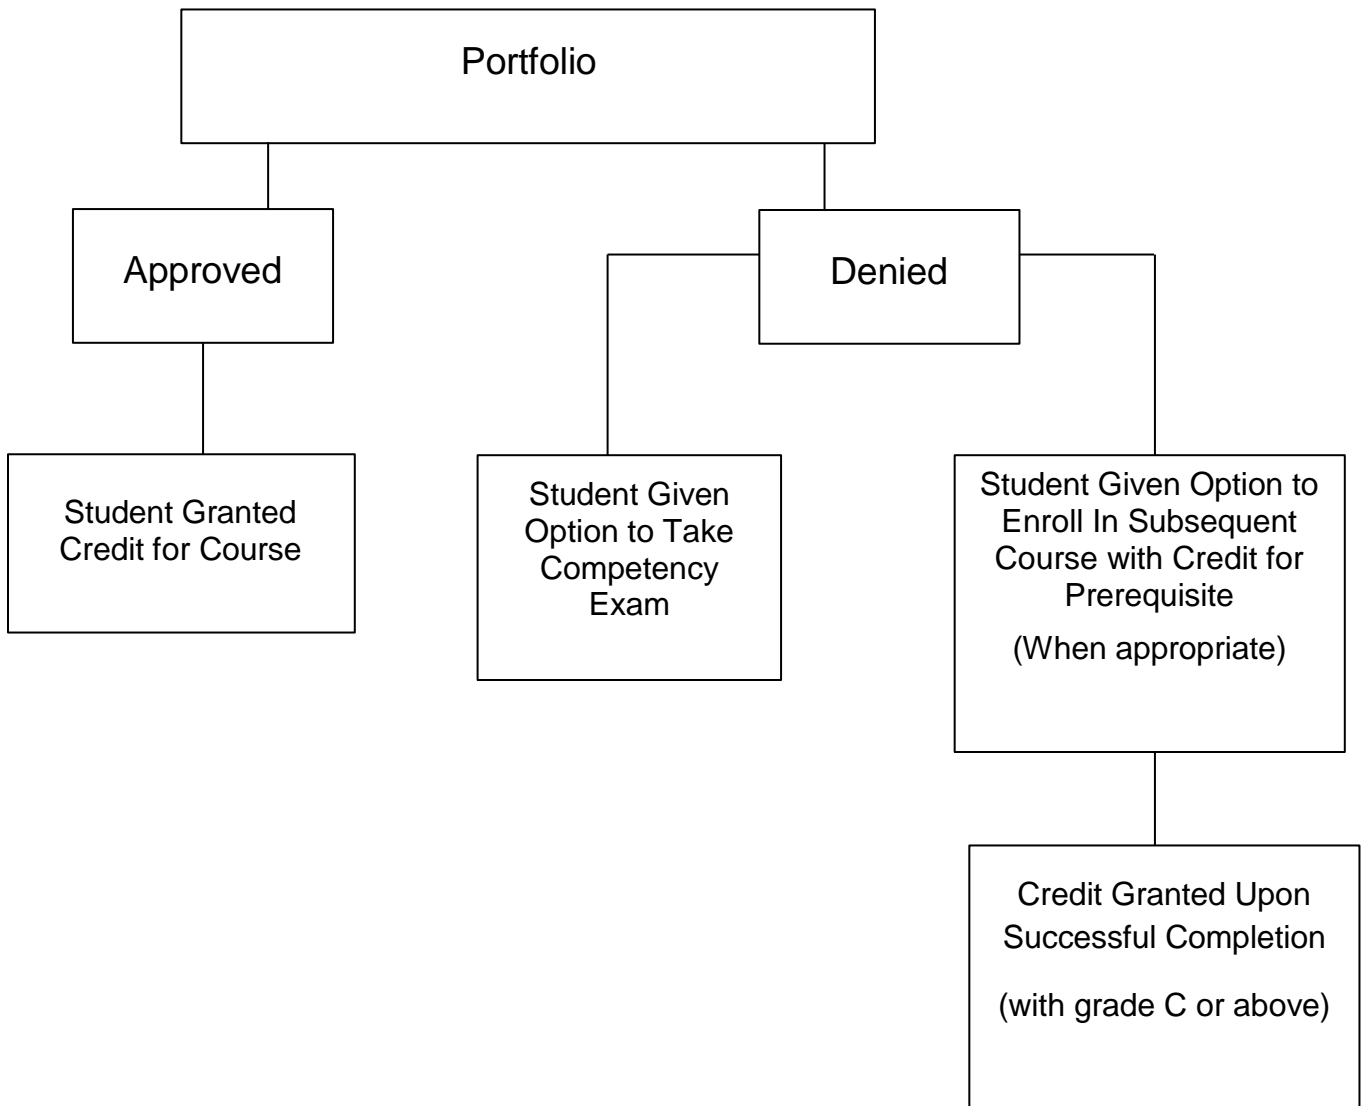 Portfolio
Approved
Denied
Student Granted
Credit for Course
Student Given
Option to Take
Competency
Exam
Student Given Option to
Enroll In Subsequent
Course with Credit for
Prerequisite
(When appropriate)
Credit Granted Upon
Successful Completion
(with grade C or above)